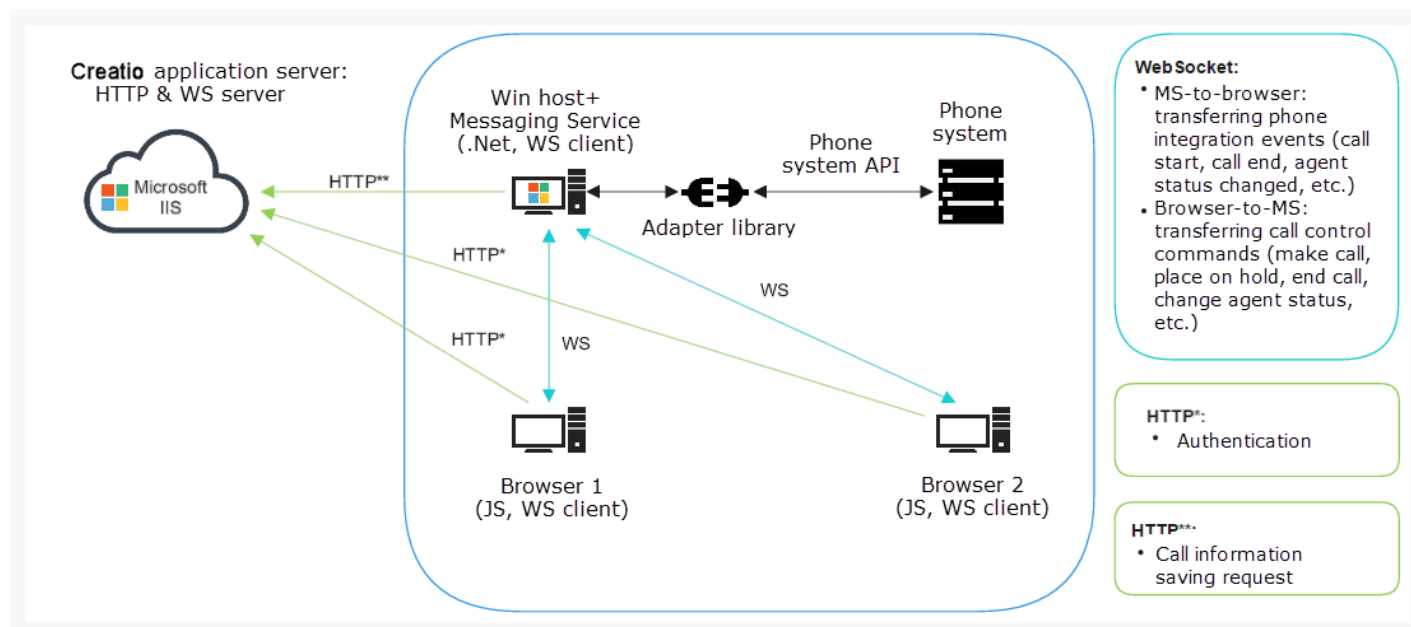 Creatio application server:
HTTP & WS server
Microsoft
IIS
HTTP**
Win host+
Messaging Service
(.Net, WS client)
Phone
system API
Phone
system
Adapter library
HTTP*
WS
HTTP*
WS
Browser 1
(JS, WS client)
Browser 2
(JS, WS client)
WebSocket:
• MS-to-browser:
transferring phone
integration events (call
start, call end, agent
status changed, etc.)
• Browser-to-MS:
transferring call control
commands (make call,
place on hold, end call,
change agent status,
etc.)
HTTP*:
• Authentication
HTTP**:
• Call information
saving request